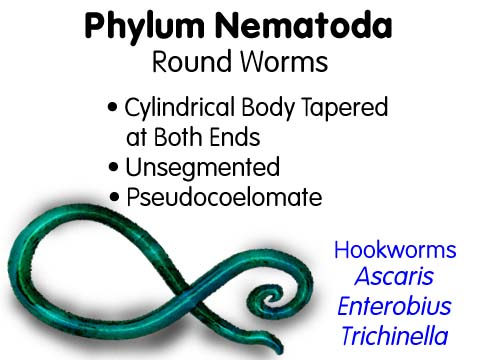 Phylum Nematoda
Round Worms
• Cylindrical Body Tapered
at Both Ends
• Unsegmented
• Pseudocoelomate
Hookworms
Ascaris
Enterobius
Trichinella